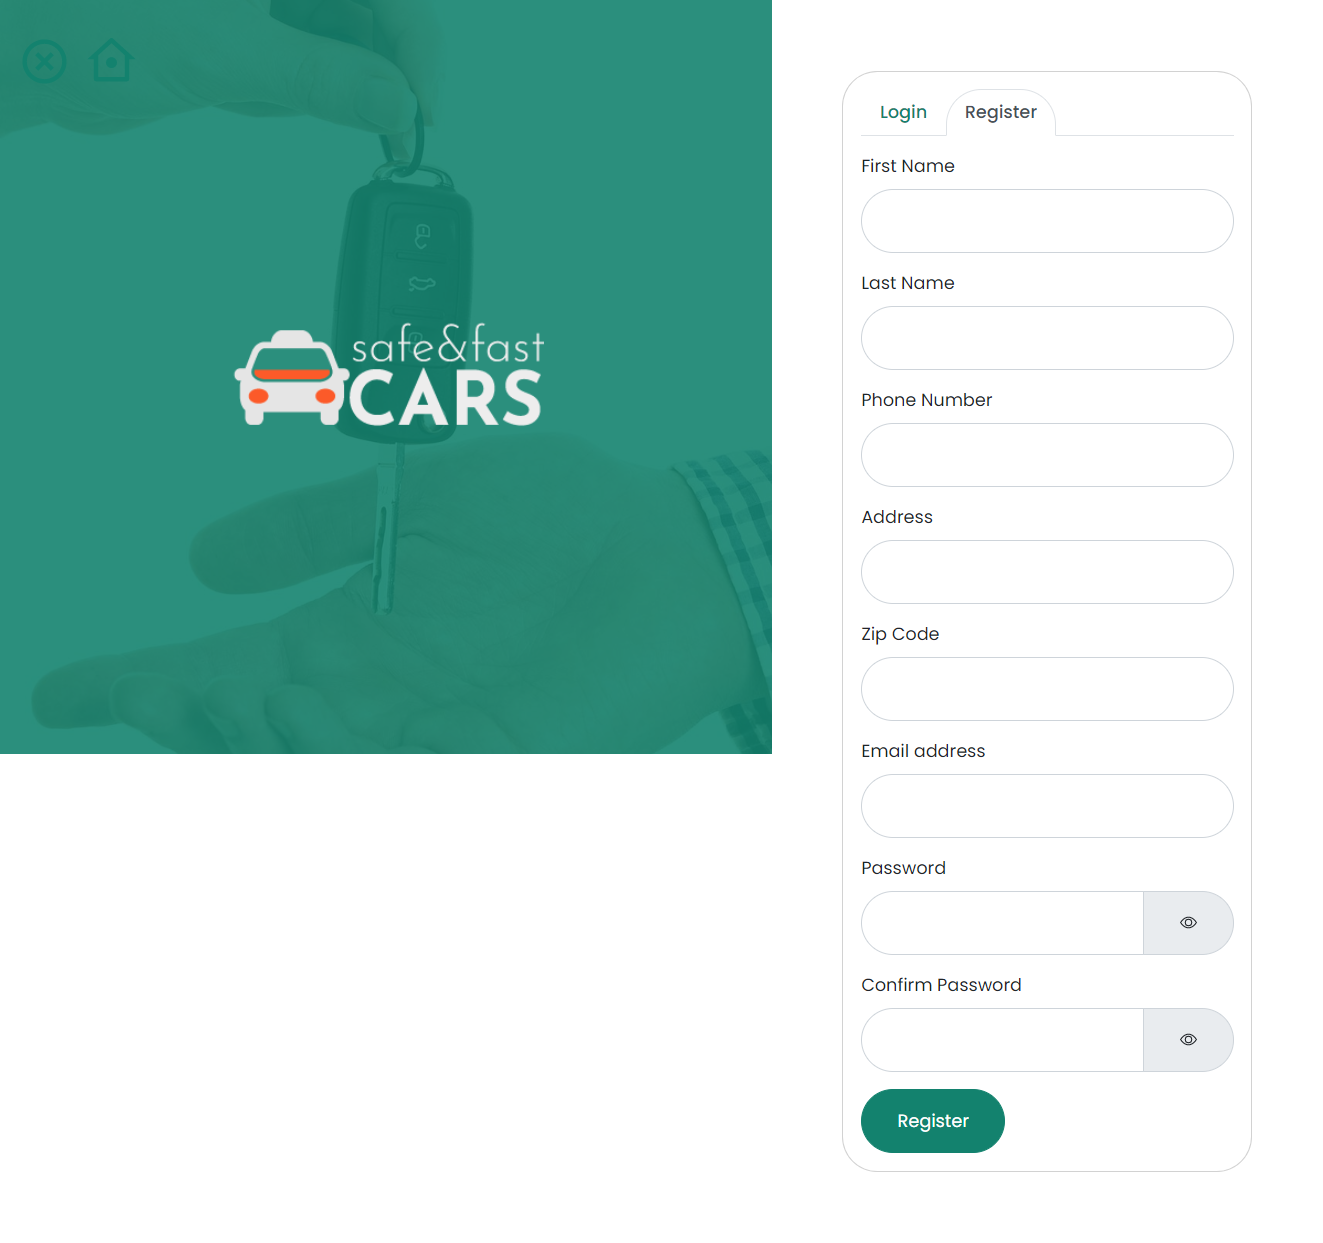 safe&fast
CARS
Login
Register
First Name
Last Name
Phone Number
Address
Zip Code
Email address
Password
Confirm Password
Register